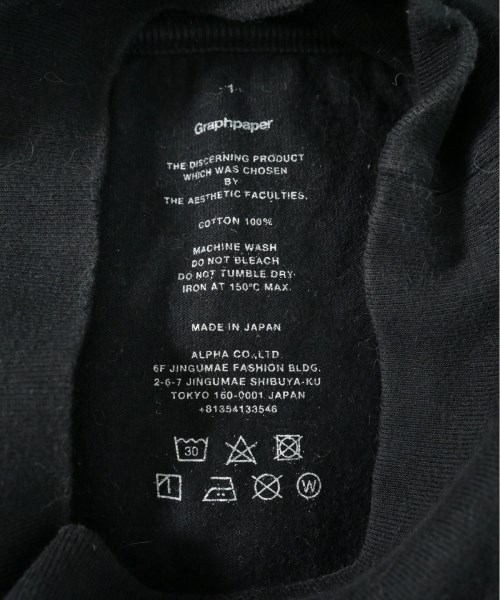 -1-
Graphpaper
THE DISCERNING PRODUCT
WHICH WAS CHOSEN
BY
THE AESTHETIC FACULTIES.
COTTON 100%
MACHINE WASH
DO NOT BLEACH
DO NOT TUMBLE DRY.
IRON AT 150°C MAX.
MADE IN JAPAN
ALPHA CO.,LTD.
6F JINGUMAE FASHION BLDG.
2-6-7 JINGUMAE SHIBUYA-KU
TOKYO 160-0001 JAPAN
+81354133546
30
W